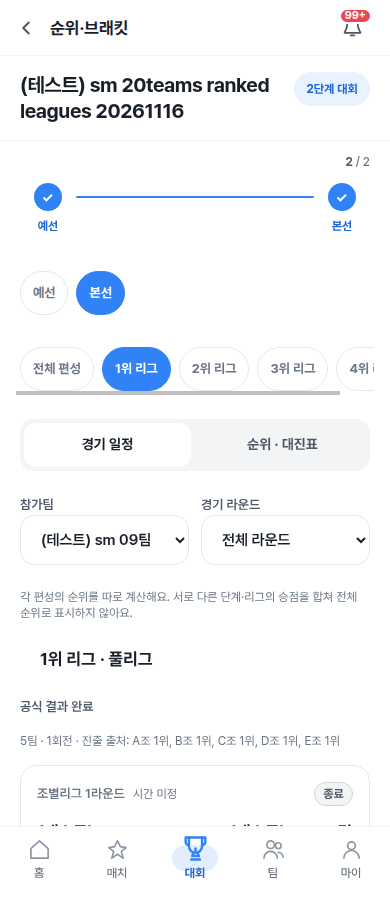 순위·브래킷
99+
(테스트) sm 20teams ranked
leagues 20261116
2단계 대회
2 / 2
예선
본선
예선
본선
전체 편성
1위 리그
2위 리그
3위 리그
4위
경기 일정
순위 · 대진표
참가팀
경기 라운드
(테스트) sm 09팀
전체 라운드
각 편성의 순위를 따로 계산해요. 서로 다른 단계·리그의 승점을 합쳐 전체
순위로 표시하지 않아요.
1위 리그 · 풀리그
공식 결과 완료
5팀 · 1회전 · 진출 출처: A조 1위, B조 1위, C조 1위, D조 1위, E조 1위
조별리그 1라운드 시간 미정
종료
홈
매치
대회
팀
마이